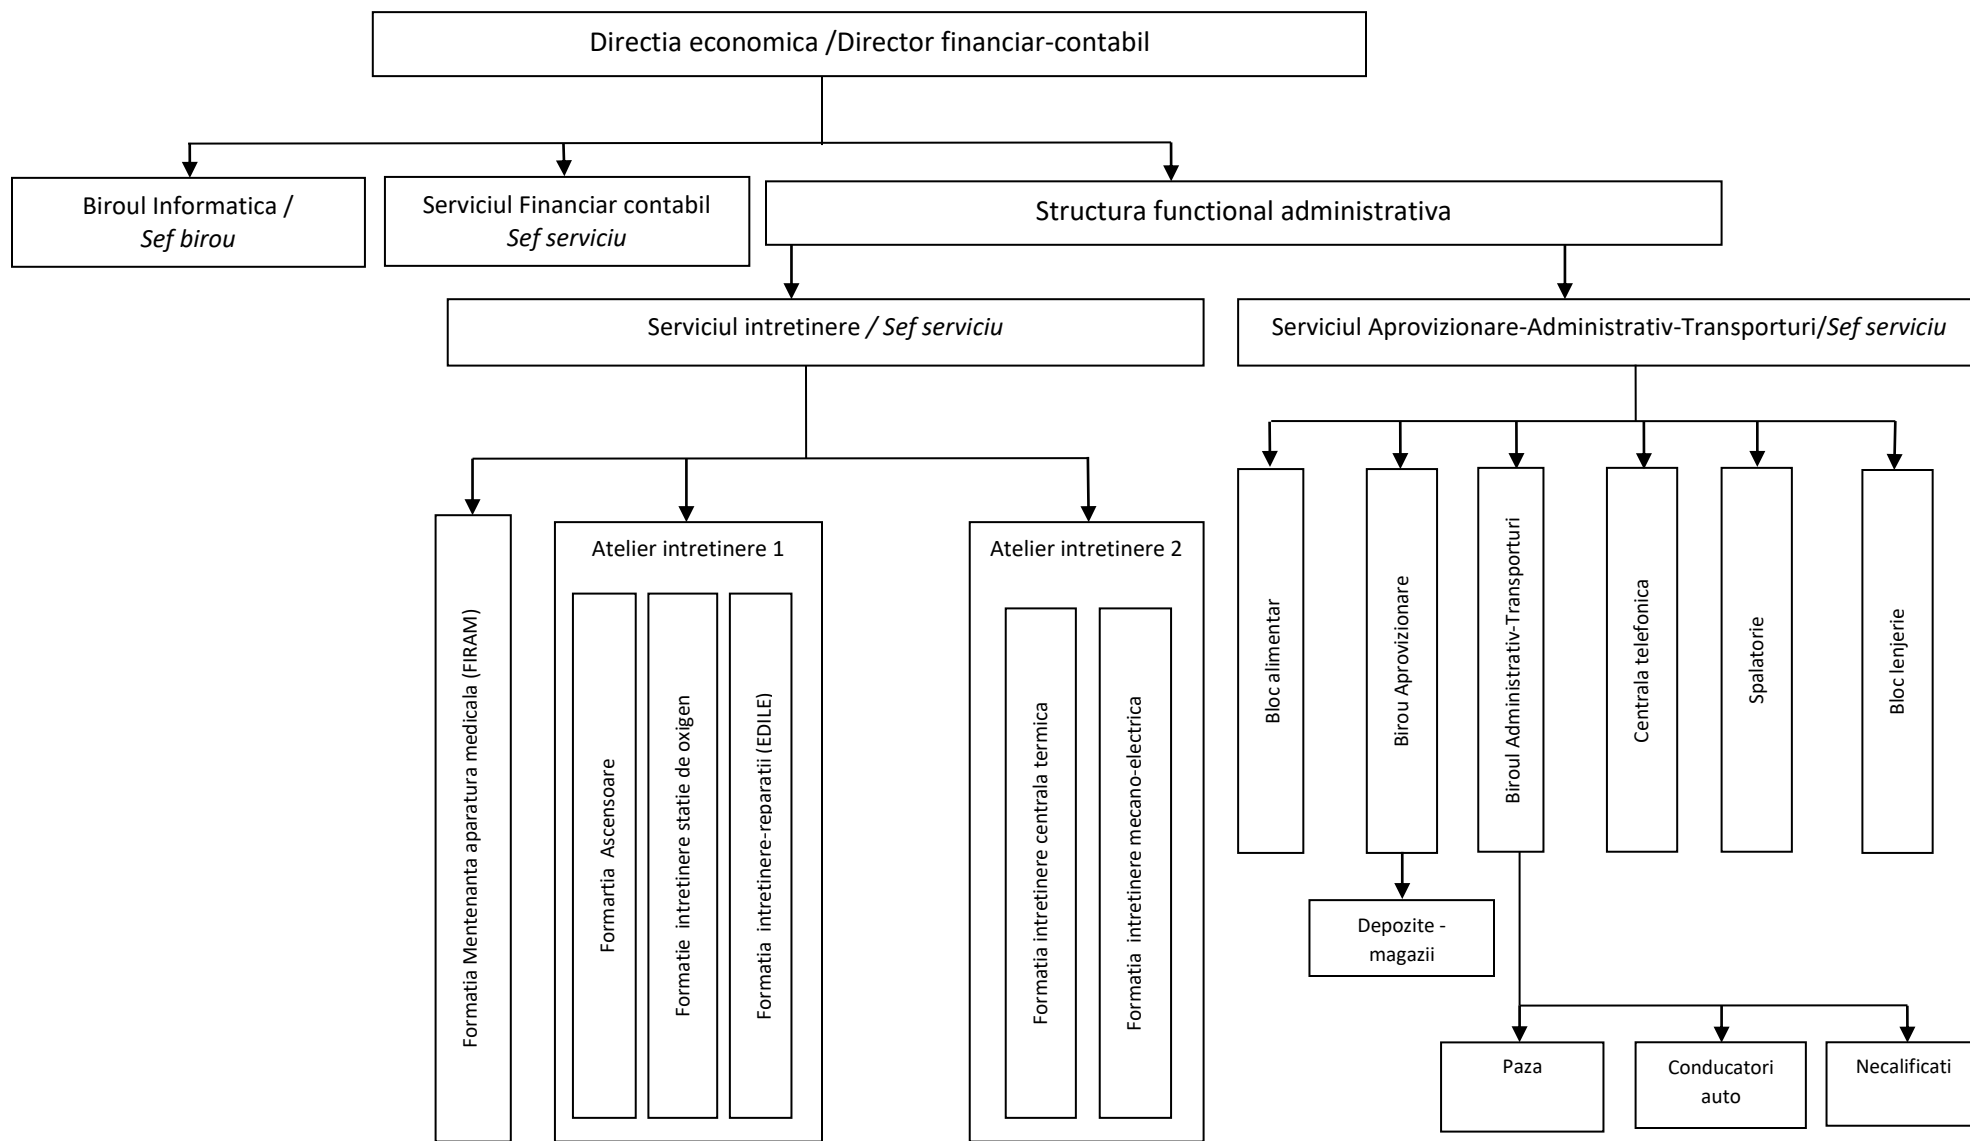 Directia economica /Director financiar-contabil
Biroul Informatica /
Sef birou
Serviciul Financiar contabil
Sef serviciu
Structura functional administrativa
Serviciul intretinere / Sef serviciu
Serviciul Aprovizionare-Administrativ-Transporturi/Sef serviciu
Formatia Mentenanta aparatura medicala (FIRAM)
Atelier intretinere 1
Formartia Ascensoare
Formatie intretinere statie de oxigen
Formatia intretinere-reparatii (EDILE)
Atelier intretinere 2
Formatia intretinere centrala termica
Formatia intretinere mecano-electrica
Bloc alimentar
Birou Aprovizionare
Biroul Administrativ-Transporturi
Centrala telefonica
Spalatorie
Bloc lenjerie
Depozite -
magazii
Paza
Conducatori
auto
Necalificati